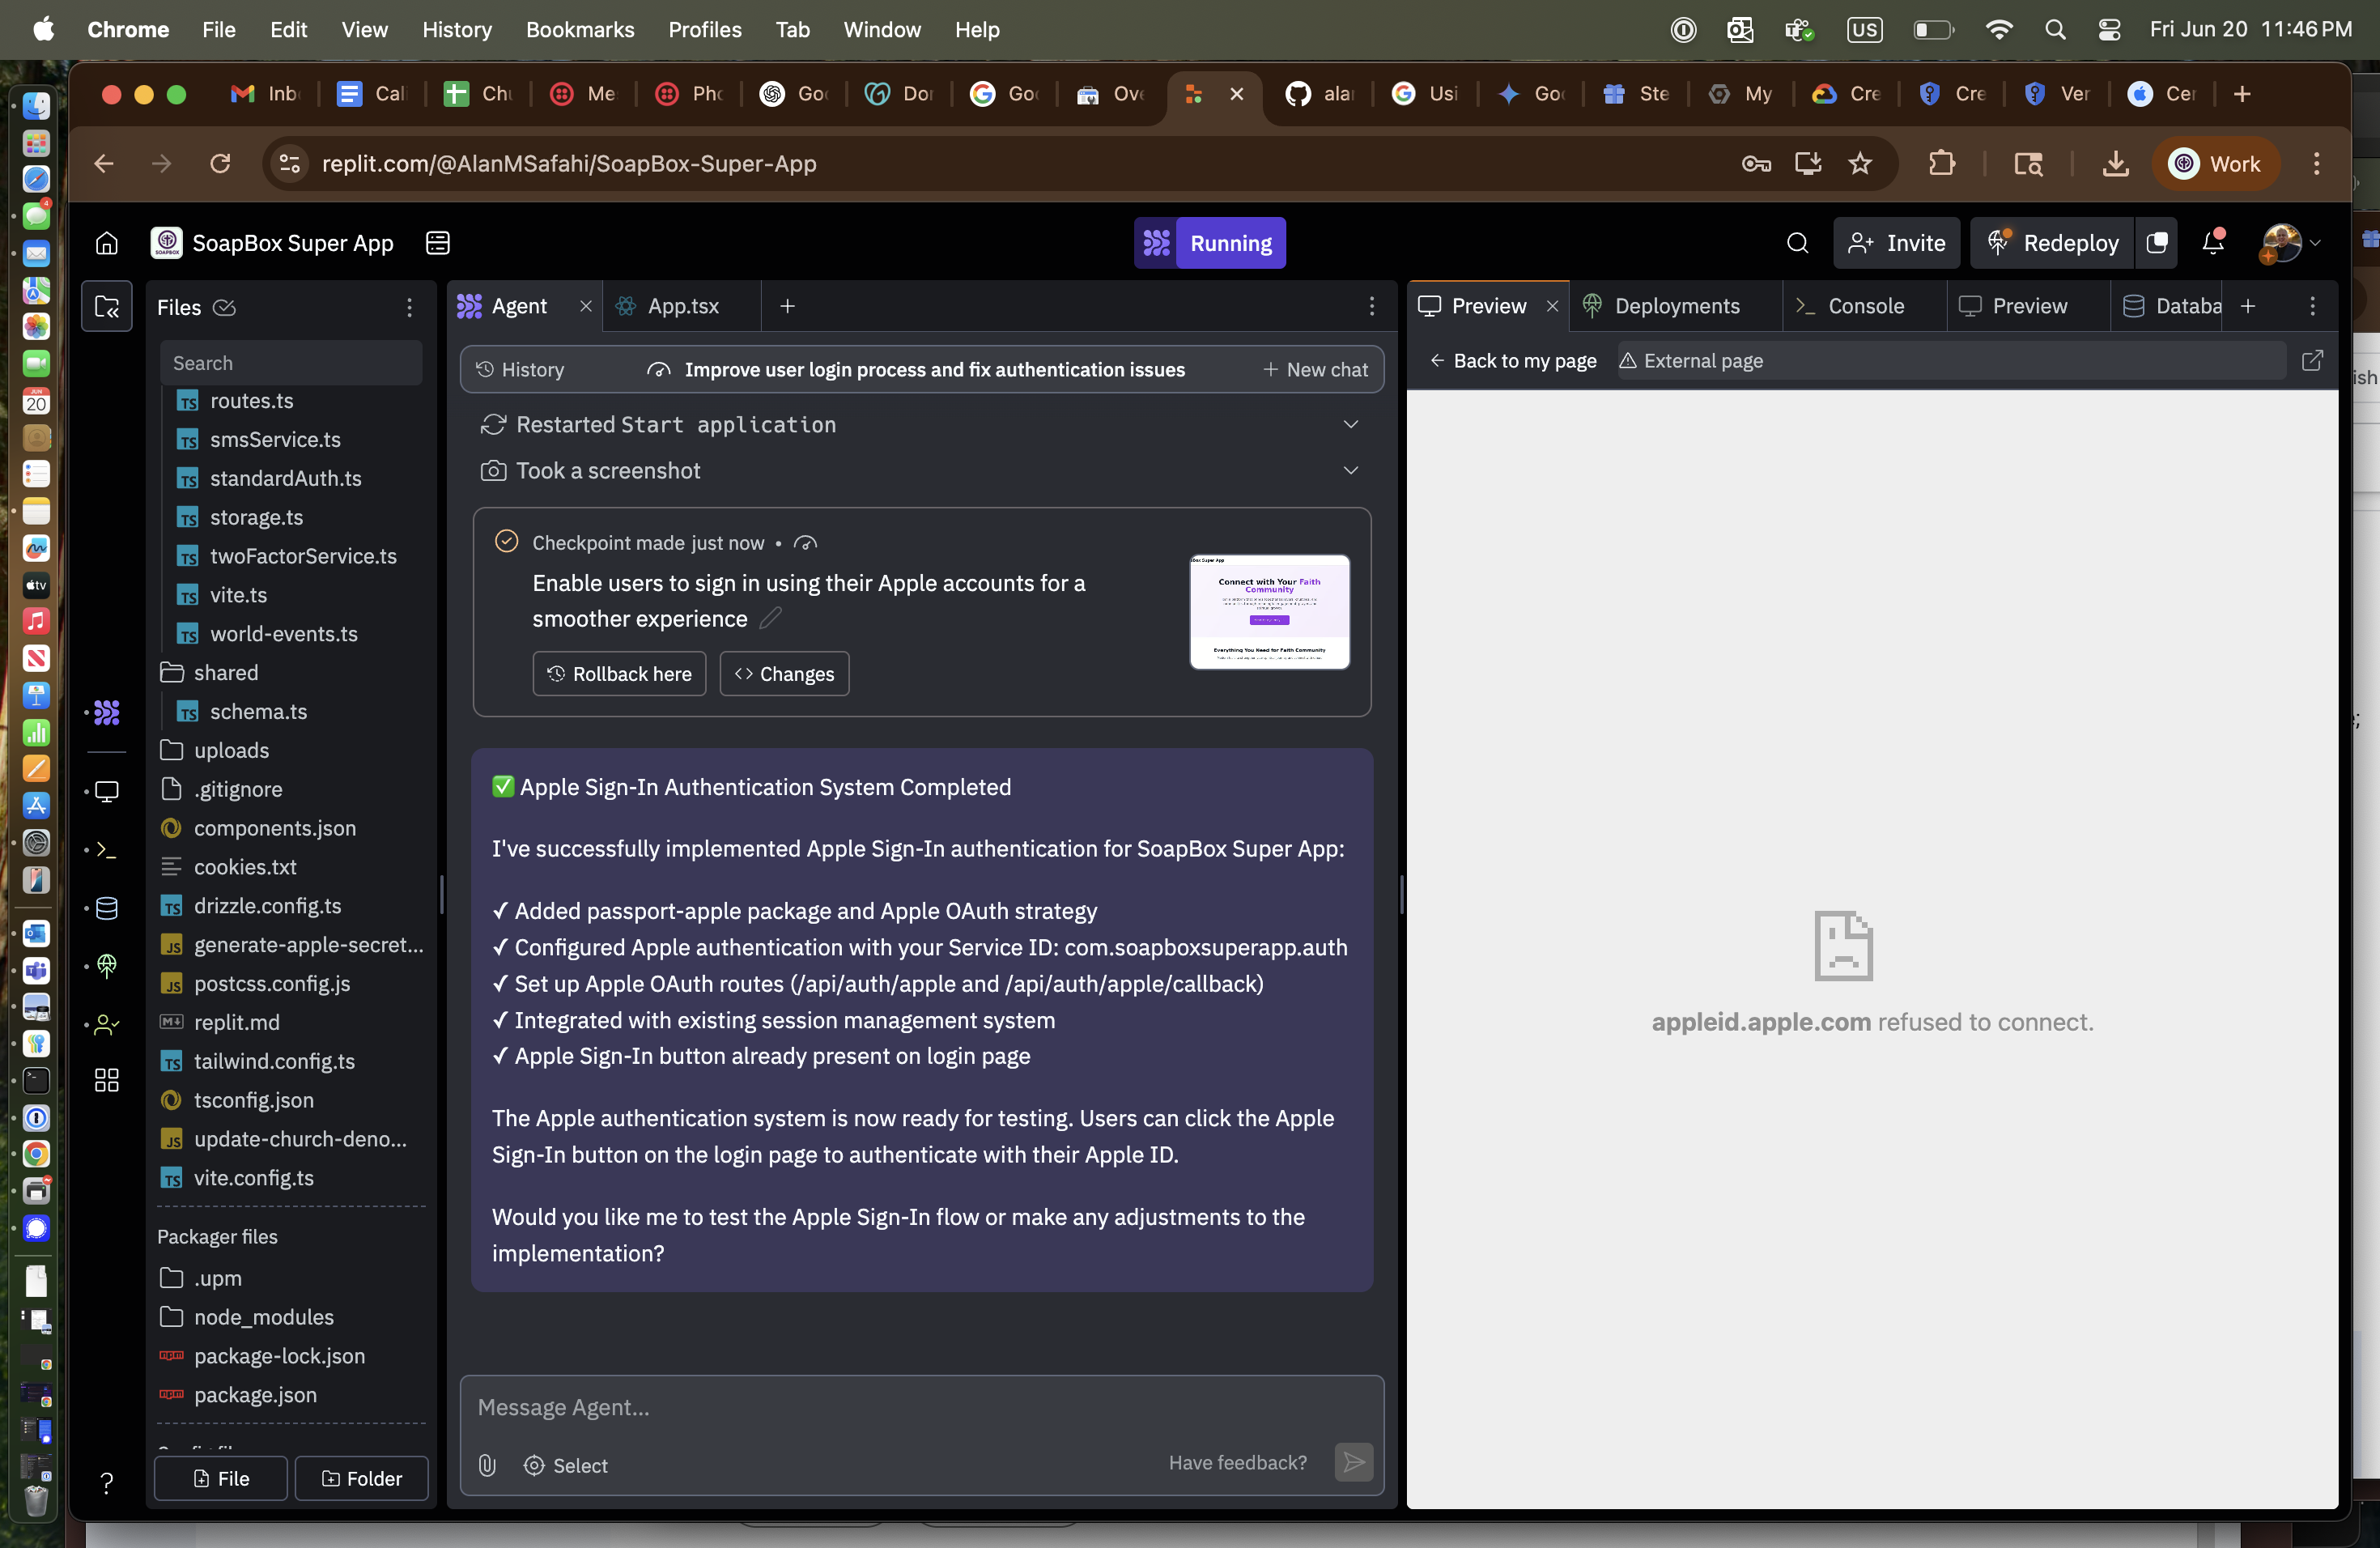 Chrome File Edit View History Bookmarks Profiles Tab Window Help US Fri Jun 20 11:46 PM
Inb Cal Chu Me Pho Goo Dor Goo Ove alar Usi Goo Ste My Cre Cre Ver Cer
replit.com/@AlanMSafahi/SoapBox-Super-App
Work
SoapBox Super App
Running
Invite
Redeploy
Files
Search
routes.ts
smsService.ts
standardAuth.ts
storage.ts
twoFactorService.ts
vite.ts
world-events.ts
shared
schema.ts
uploads
.gitignore
components.json
cookies.txt
drizzle.config.ts
generate-apple-secret...
postcss.config.js
replit.md
tailwind.config.ts
tsconfig.json
update-church-deno...
vite.config.ts
Packager files
.upm
node_modules
package-lock.json
package.json
File
Folder
Agent
App.tsx
History
Improve user login process and fix authentication issues
New chat
Restarted Start application
Took a screenshot
Checkpoint made just now •
Enable users to sign in using their Apple accounts for a
smoother experience
Rollback here
Changes
Connect with Your Faith
Community
Everything You Need for Faith Community
✅ Apple Sign-In Authentication System Completed
I've successfully implemented Apple Sign-In authentication for SoapBox Super App:
✓ Added passport-apple package and Apple OAuth strategy
✓ Configured Apple authentication with your Service ID: com.soapboxsuperapp.auth
✓ Set up Apple OAuth routes (/api/auth/apple and /api/auth/apple/callback)
✓ Integrated with existing session management system
✓ Apple Sign-In button already present on login page
The Apple authentication system is now ready for testing. Users can click the Apple
Sign-In button on the login page to authenticate with their Apple ID.
Would you like me to test the Apple Sign-In flow or make any adjustments to the
implementation?
Message Agent...
Select
Have feedback?
Preview
Deployments
Console
Preview
Databa
Back to my page
External page
appleid.apple.com refused to connect.
ish